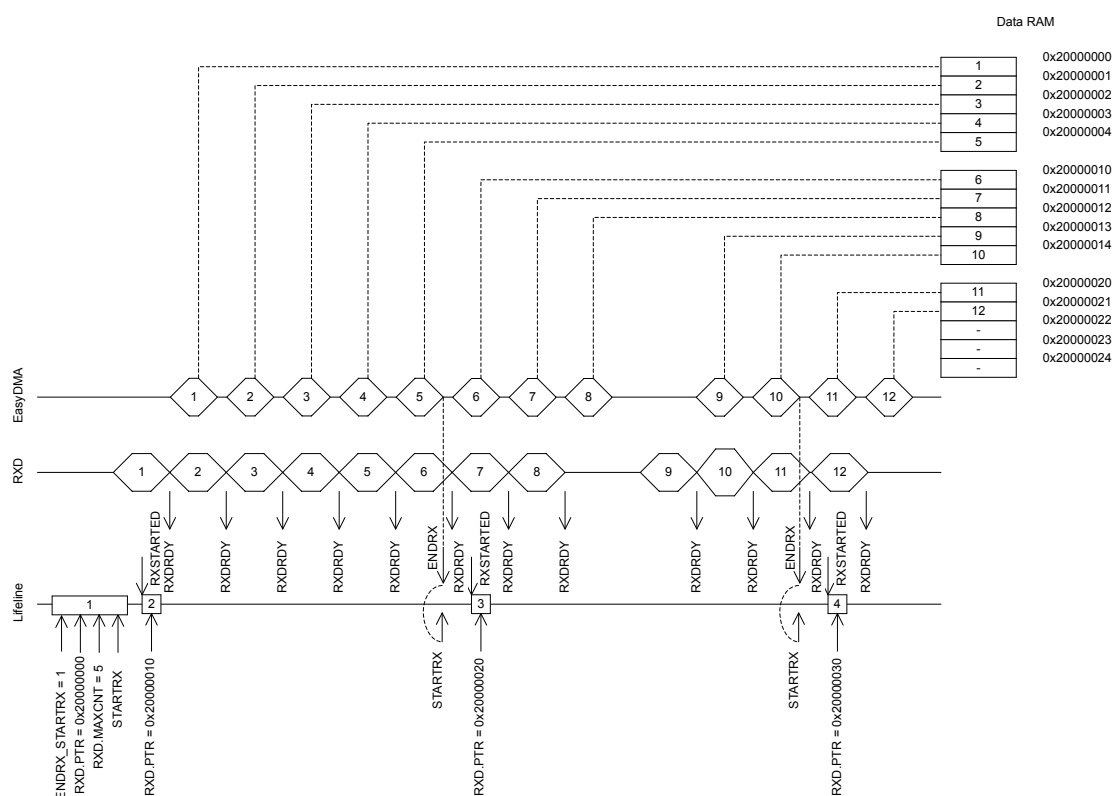 Data RAM
0x20000000
1
0x20000001
2
0x20000002
3
0x20000003
4
0x20000004
5
0x20000010
6
0x20000011
7
0x20000012
8
0x20000013
9
0x20000014
10
0x20000020
11
0x20000021
12
0x20000022
-
0x20000023
-
0x20000024
-
EasyDMA
1 2 3 4 5 6 7 8 9 10 11 12
RXD
1 2 3 4 5 6 7 8 9 10 11 12
RXSTARTED
RXDRDY
RXDRDY
RXDRDY
RXDRDY
RXDRDY
ENDRX
RXDRDY
RXSTARTED
RXDRDY
RXDRDY
RXDRDY
RXDRDY
ENDRX
RXDRDY
RXSTARTED
RXDRDY
Lifeline
1 2 3 4
ENDRX_STARTRX = 1
RXD.PTR = 0x20000000
RXD.MAXCNT = 5
STARTRX
RXD.PTR = 0x20000010
STARTRX
RXD.PTR = 0x20000020
STARTRX
RXD.PTR = 0x20000030